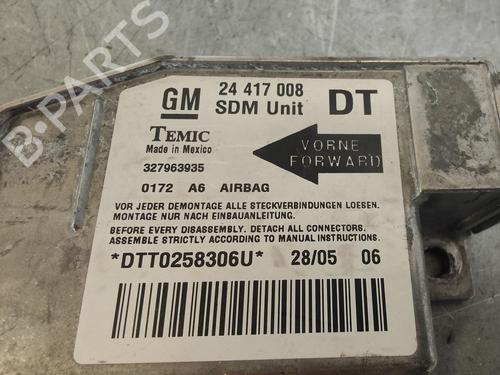 B-PARTS
GM 24 417 008 DT
SDM Unit
TEMIC
Made in Mexico
VORNE
FORWARD
327963935
0172 A6 AIRBAG
VOR JEDER DEMONTAGE ALLE STECKVERBINDUNGEN LOESEN.
MONTAGE NUR NACH EINBAUANLEITUNG.
BEFORE EVERY DISASSEMBLY. DETACH ALL CONNECTORS.
ASSEMBLE STRICTLY ACCORDING TO MANUAL INSTRUCTIONS.
*DTT0258306U* 28/05 06